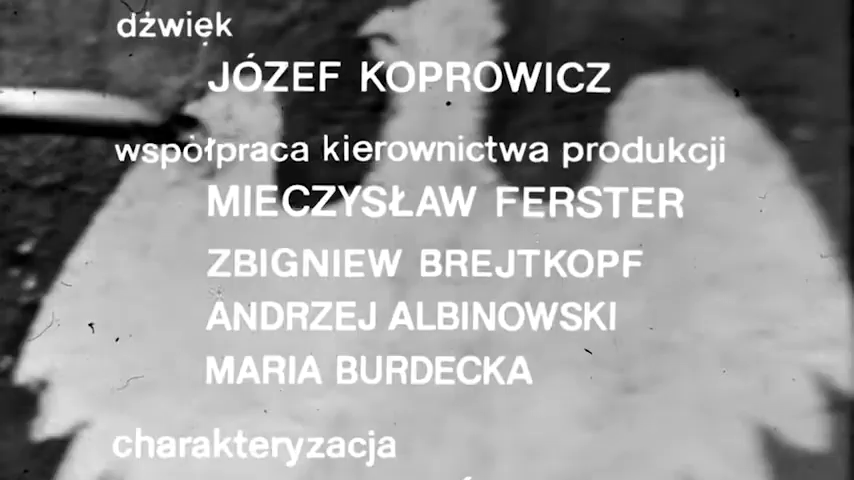 dźwięk
JÓZEF KOPROWICZ
współpraca kierownictwa produkcji
MIECZYSŁAW FERSTER
ZBIGNIEW BREJTKOPF
ANDRZEJ ALBINOWSKI
MARIA BURDECKA
charakteryzacja